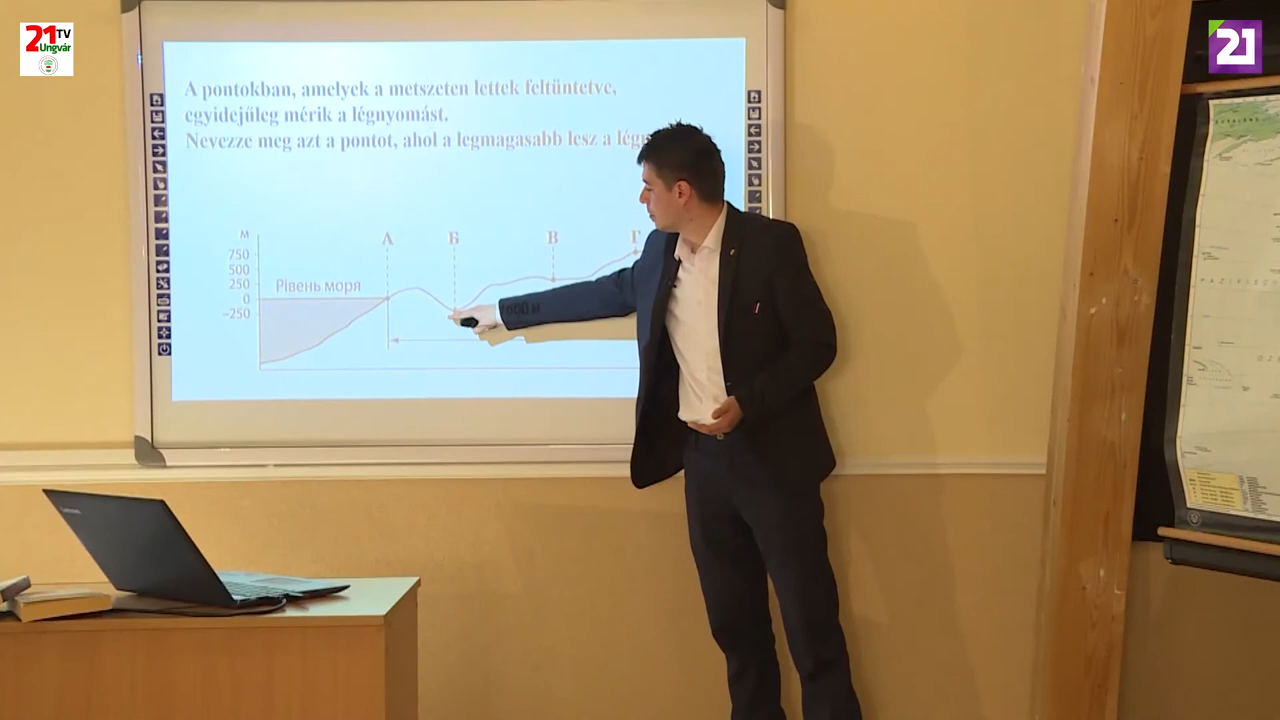 21 TV
Ungvár
21
A pontokban, amelyek a metszeten lettek feltüntetve,
egyidejűleg mérik a légnyomást.
Nevezze meg azt a pontot, ahol a legmagasabb lesz a
м
А Б В Г
750
500
250
Рівень моря
0
−250